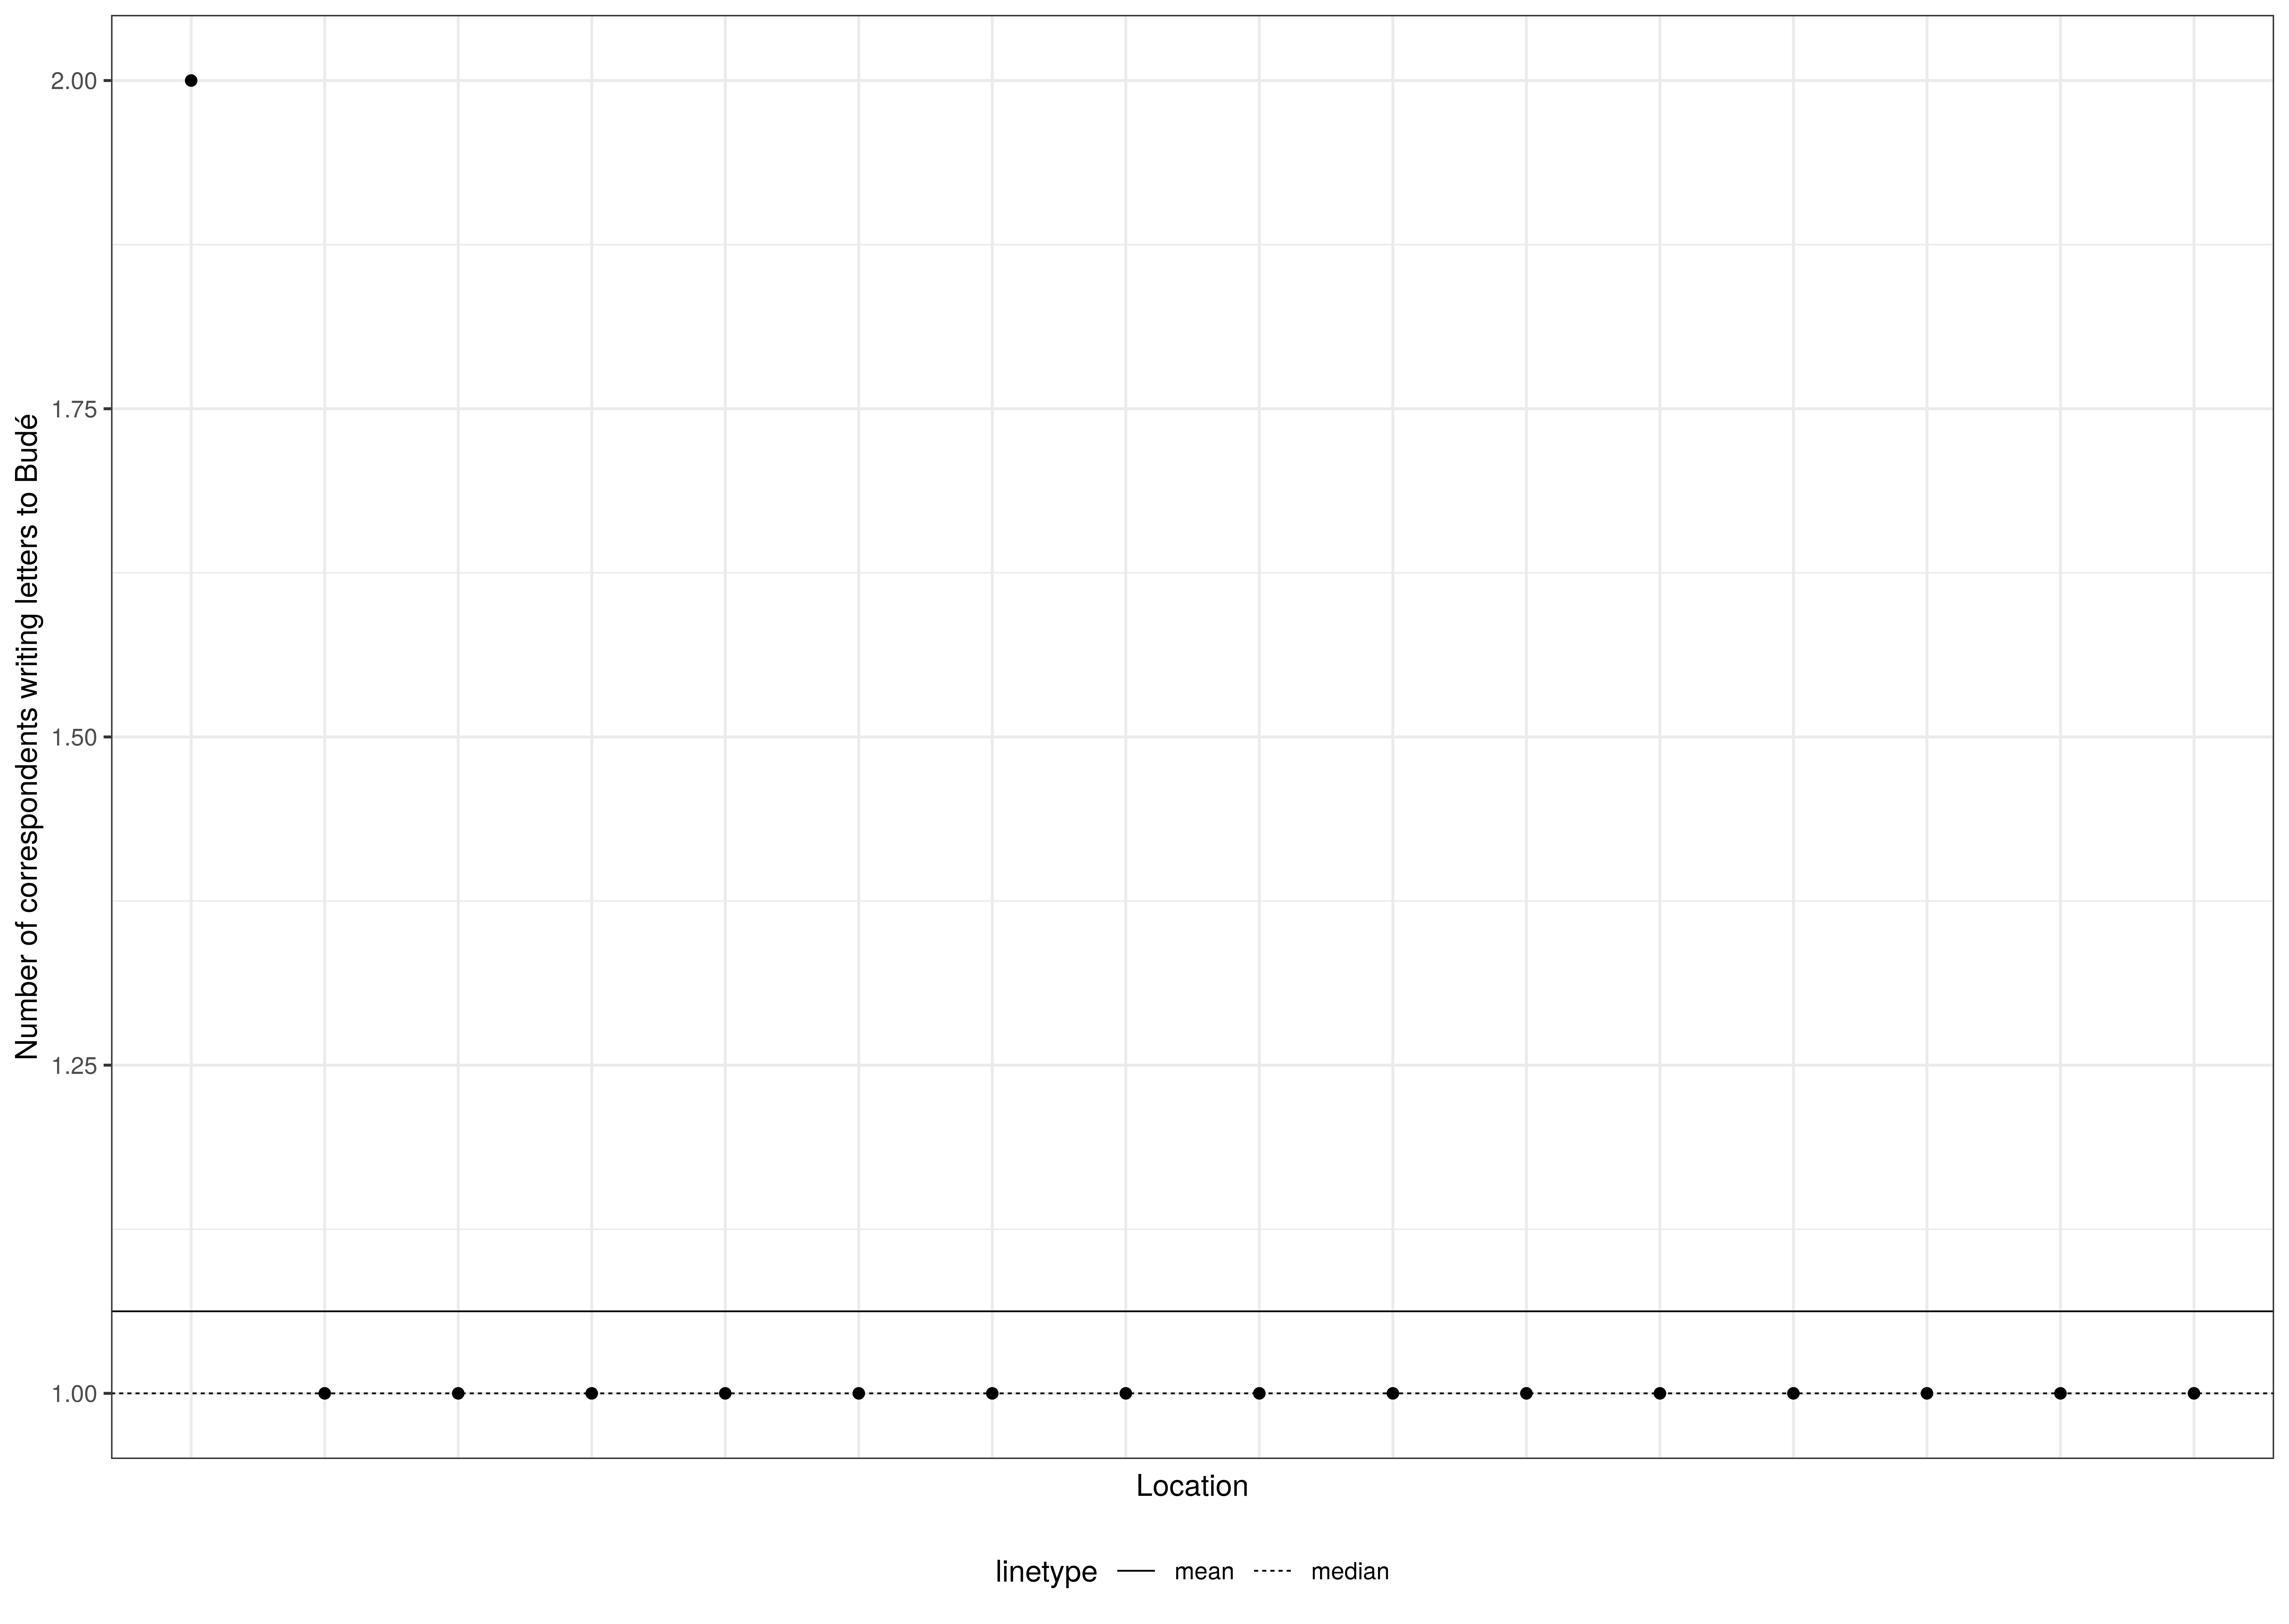 Number of correspondents writing letters to Budé
2.00
1.75
1.50
1.25
1.00
Location
linetype mean median